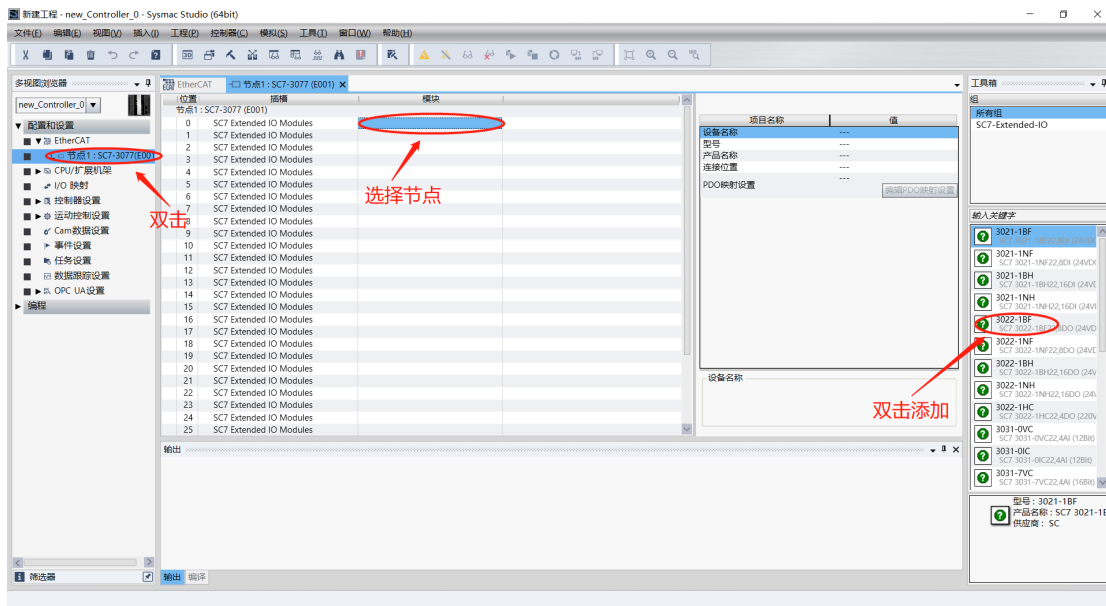 新建工程 - new_Controller_0 - Sysmac Studio (64bit)
文件(F) 编辑(E) 视图(V) 插入(I) 工程(P) 控制器(C) 模拟(S) 工具(T) 窗口(W) 帮助(H)
多视图浏览器
new_Controller_0
配置和设置
EtherCAT
节点1 : SC7-3077(E001)
CPU/扩展机架
I/O 映射
控制器设置
运动控制设置
Cam数据设置
事件设置
任务设置
数据跟踪设置
OPC UA设置
编程
筛选器
双击
EtherCAT 节点1 : SC7-3077 (E001)
位置 插槽 模块
节点1 : SC7-3077 (E001)
0 SC7 Extended IO Modules
1 SC7 Extended IO Modules
2 SC7 Extended IO Modules
3 SC7 Extended IO Modules
4 SC7 Extended IO Modules
5 SC7 Extended IO Modules
6 SC7 Extended IO Modules
7 SC7 Extended IO Modules
8 SC7 Extended IO Modules
9 SC7 Extended IO Modules
10 SC7 Extended IO Modules
11 SC7 Extended IO Modules
12 SC7 Extended IO Modules
13 SC7 Extended IO Modules
14 SC7 Extended IO Modules
15 SC7 Extended IO Modules
16 SC7 Extended IO Modules
17 SC7 Extended IO Modules
18 SC7 Extended IO Modules
19 SC7 Extended IO Modules
20 SC7 Extended IO Modules
21 SC7 Extended IO Modules
22 SC7 Extended IO Modules
23 SC7 Extended IO Modules
24 SC7 Extended IO Modules
25 SC7 Extended IO Modules
选择节点
项目名称 值
设备名称 ---
型号 ---
产品名称 ---
连接位置 ---
PDO映射设置 ---
编辑PDO映射设置
设备名称
双击添加
输出
输出 编译
工具箱
组
所有组
SC7-Extended-IO
输入关键字
3021-1BF
3021-1NF
SC7 3021-1NF22,8DI (24VD
3021-1BH
SC7 3021-1BH22,16DI (24V
3021-1NH
SC7 3021-1NH22,16DI (24V
3022-1BF
SC7 3022-1BF22,8DO (24VD
3022-1NF
SC7 3022-1NF22,8DO (24VD
3022-1BH
SC7 3022-1BH22,16DO (24V
3022-1NH
SC7 3022-1NH22,16DO (24V
3022-1HC
SC7 3022-1HC22,4DO (220V
3031-0VC
SC7 3031-0VC22,4AI (12Bit)
3031-0IC
SC7 3031-0IC22,4AI (12Bit)
3031-7VC
SC7 3031-7VC22,4AI (16Bit)
型号 : 3021-1BF
产品名称 : SC7 3021-1B
供应商 : SC